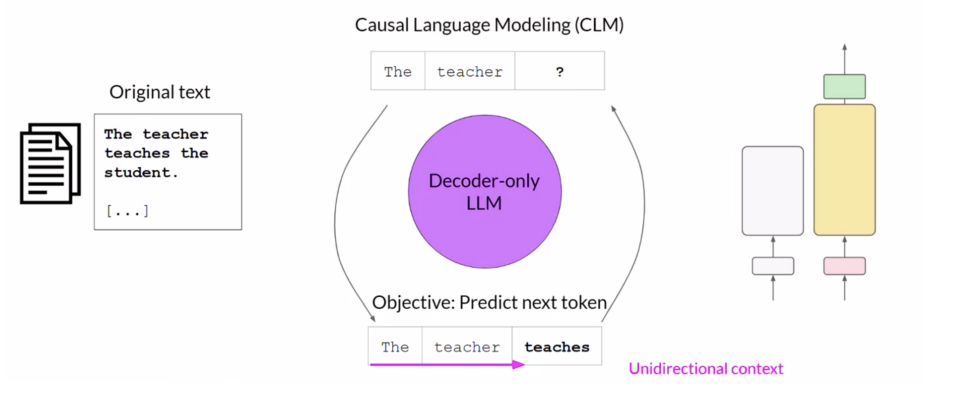 Causal Language Modeling (CLM)
The teacher ?
Original text
The teacher
teaches the
student.
[...]
Decoder-only
LLM
Objective: Predict next token
The teacher teaches
Unidirectional context